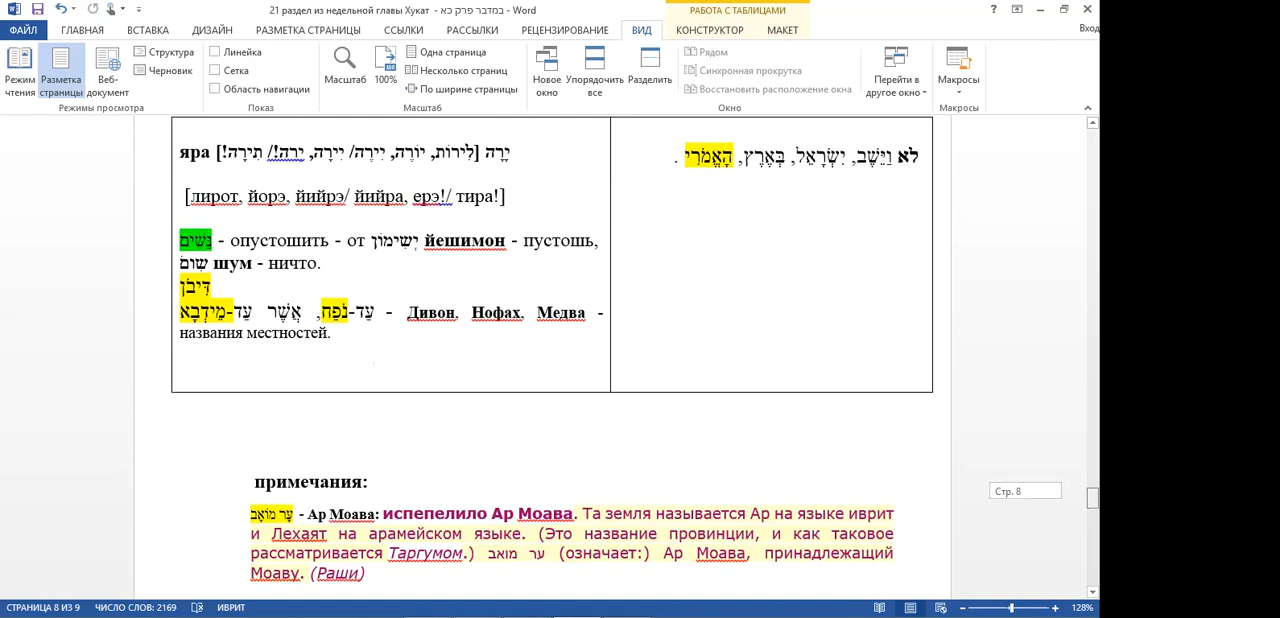 21 раздел из недельной главы Хукат - במדבר פרק כא - Word
РАБОТА С ТАБЛИЦАМИ
Вход
ФАЙЛ ГЛАВНАЯ ВСТАВКА ДИЗАЙН РАЗМЕТКА СТРАНИЦЫ ССЫЛКИ РАССЫЛКИ РЕЦЕНЗИРОВАНИЕ ВИД КОНСТРУКТОР МАКЕТ
Режим чтения
Разметка страницы
Веб-документ
Структура
Черновик
Режимы просмотра
Линейка
Сетка
Область навигации
Показ
Масштаб
100%
Одна страница
Несколько страниц
По ширине страницы
Масштаб
Новое окно
Упорядочить все
Разделить
Рядом
Синхронная прокрутка
Восстановить расположение окна
Перейти в другое окно
Окно
Макросы
Макросы
яра [לִירוֹת, יוֹרֶה, יִירֶה/ יִירָה, יְרֵה!/ תִירָה!] יָרָה
[лирот, йорэ, йийрэ/ йийра, ерэ!/ тира!]
נַּשִּׁים - опустошить - от יְשִׁימוֹן йешимон - пустошь,
שׁוּם шум - ничто.
דִּיבֹן
עַד-נֹפַח, אֲשֶׁר עַד-מֵידְבָא - Дивон, Нофах, Медва -
названия местностей.
לא וַיֵּשֶׁב, יִשְׂרָאֵל, בְּאֶרֶץ, הָאֱמֹרִי .
примечания:
עָר מוֹאָב - Ар Моава: испепелило Ар Моава. Та земля называется Ар на языке иврит
и Лехаят на арамейском языке. (Это название провинции, и как таковое
рассматривается Таргумом.) ער מואב (означает:) Ар Моава, принадлежащий
Моаву. (Раши)
Стр. 8
СТРАНИЦА 8 ИЗ 9 ЧИСЛО СЛОВ: 2169 ИВРИТ 128%